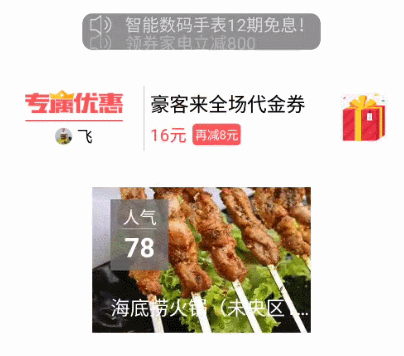 智能数码手表12期免息！
领券家电立减800
专属优惠
豪客来全场代金券
飞
16元 再减8元
人气
78
海底捞火锅（未央区 ...